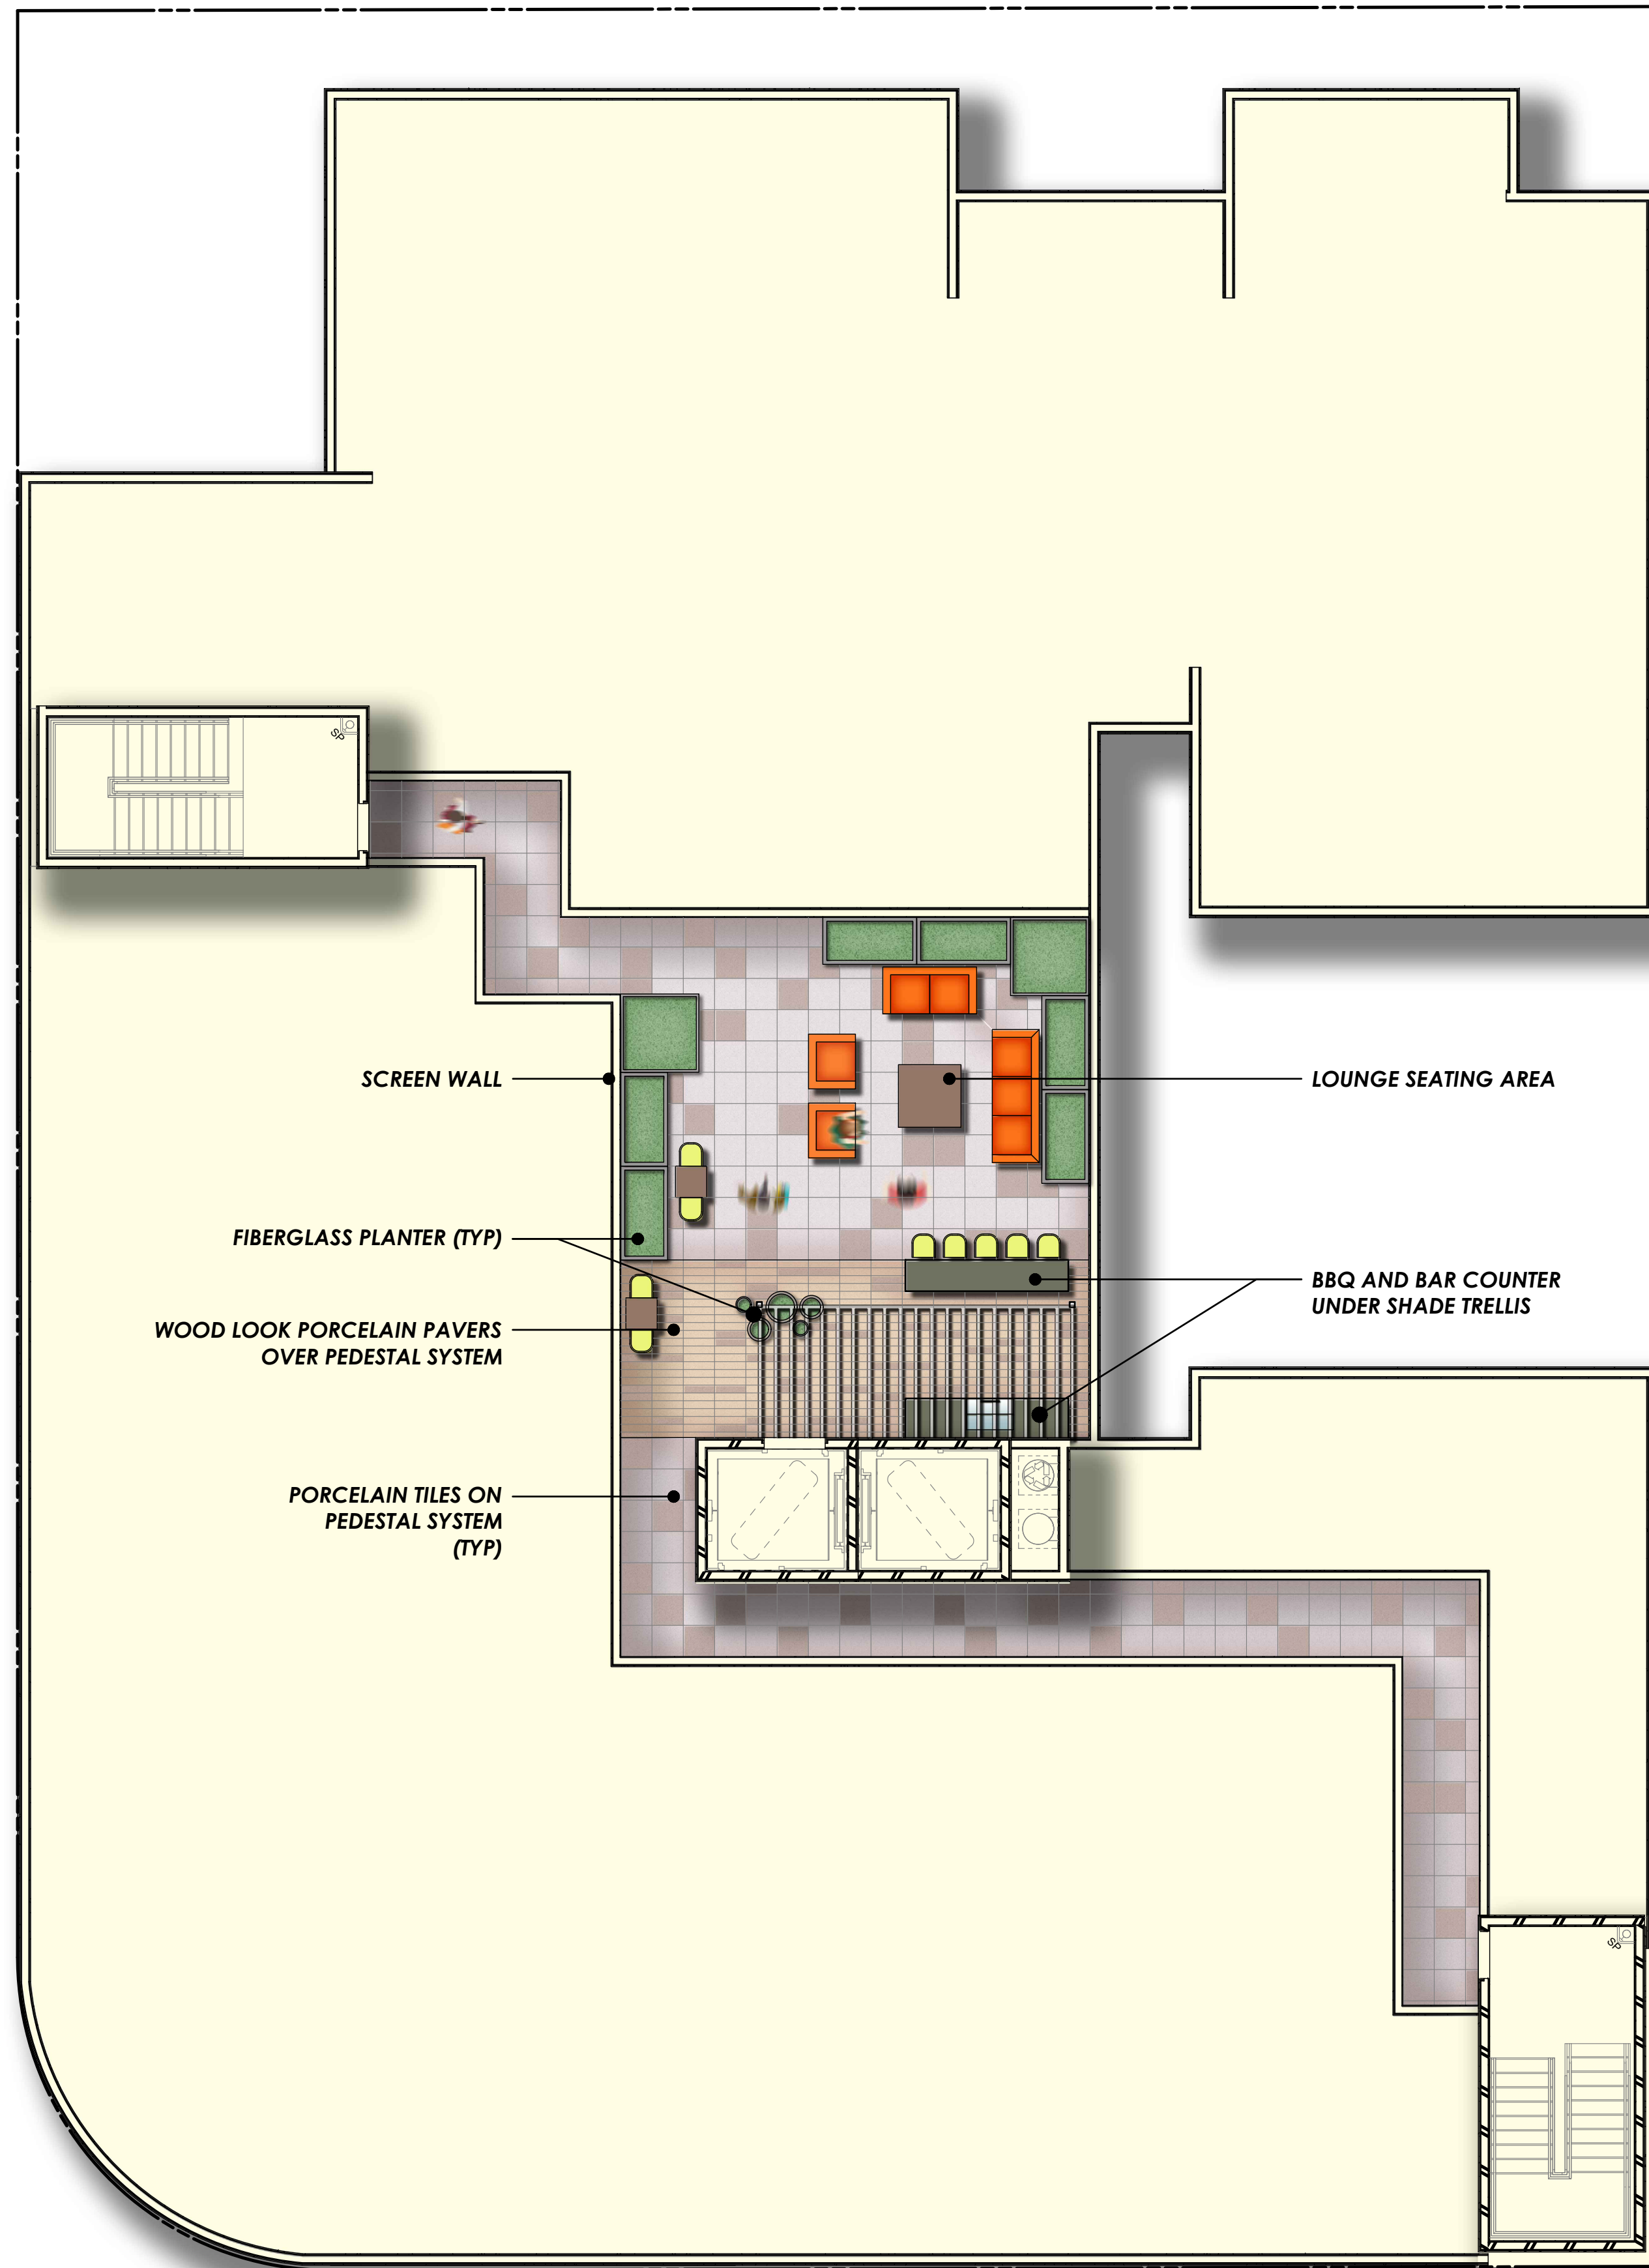 SP
SCREEN WALL
LOUNGE SEATING AREA
FIBERGLASS PLANTER (TYP)
BBQ AND BAR COUNTER
UNDER SHADE TRELLIS
WOOD LOOK PORCELAIN PAVERS
OVER PEDESTAL SYSTEM
PORCELAIN TILES ON
PEDESTAL SYSTEM
(TYP)
SP